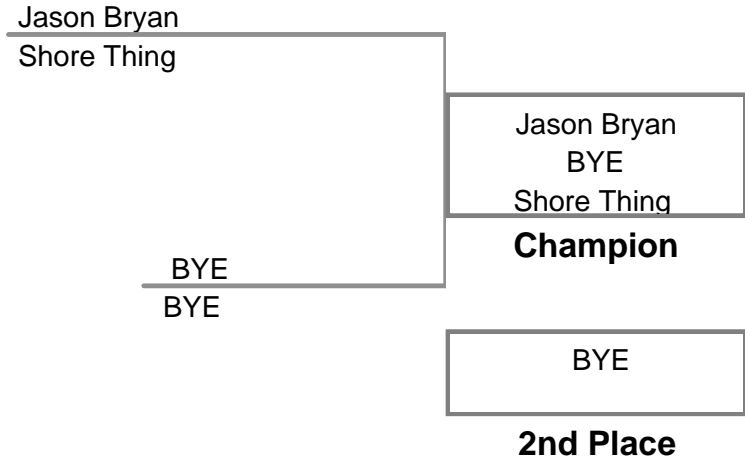 Jason Bryan
Shore Thing
Jason Bryan
BYE
Shore Thing
Champion
BYE
BYE
BYE
2nd Place